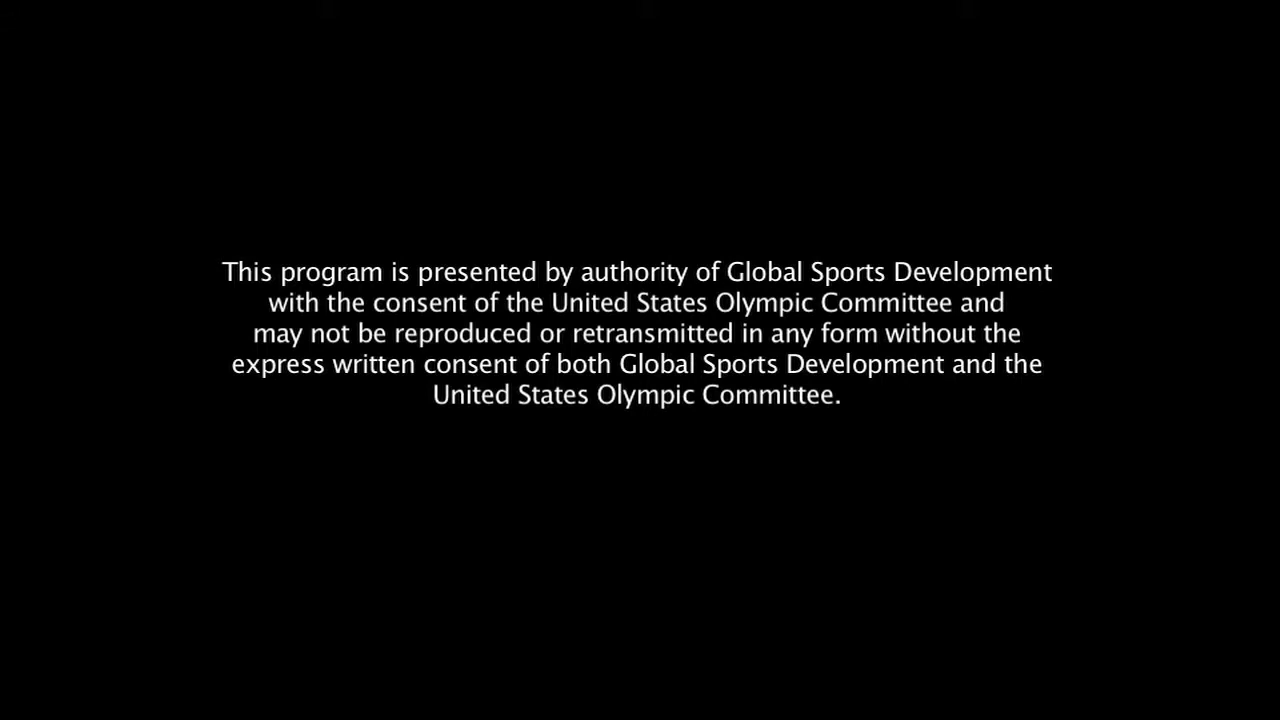 This program is presented by authority of Global Sports Development
with the consent of the United States Olympic Committee and
may not be reproduced or retransmitted in any form without the
express written consent of both Global Sports Development and the
United States Olympic Committee.